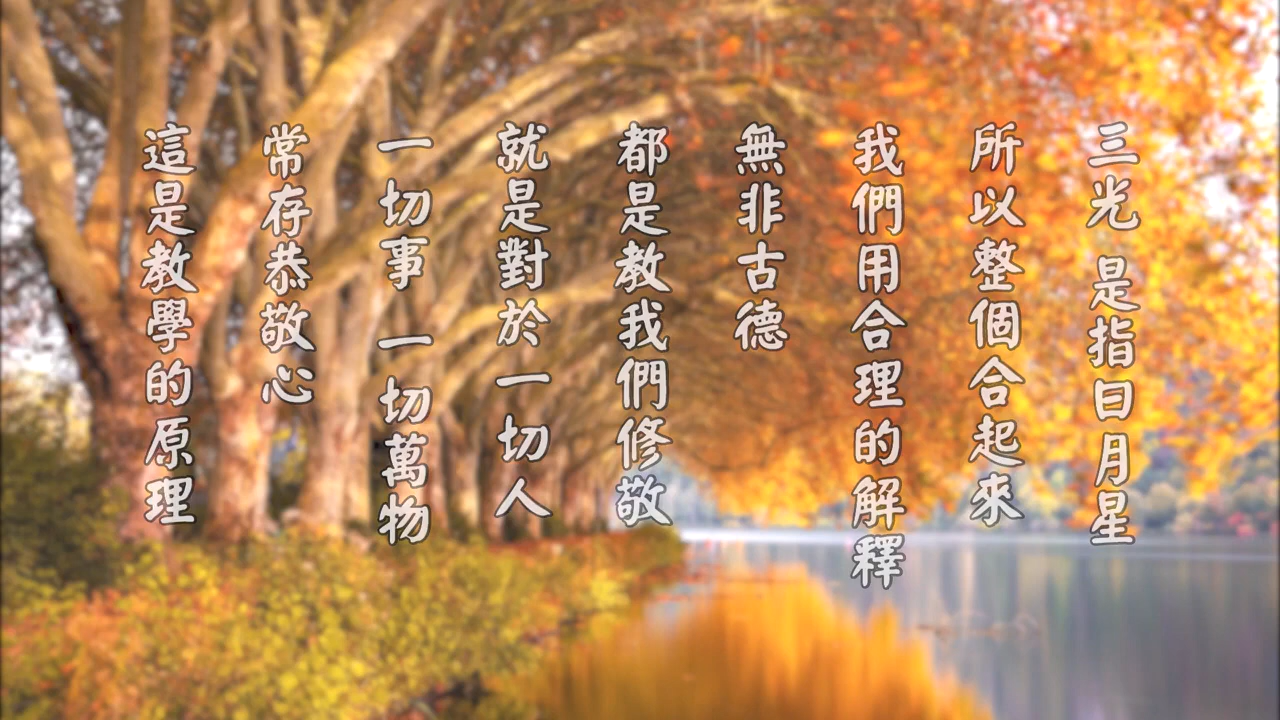 三光 是指日月星
所以整個合起來
我們用合理的解釋
無非古德
都是教我們修敬
就是對於一切人
一切事 一切萬物
常存恭敬心
這是教學的原理